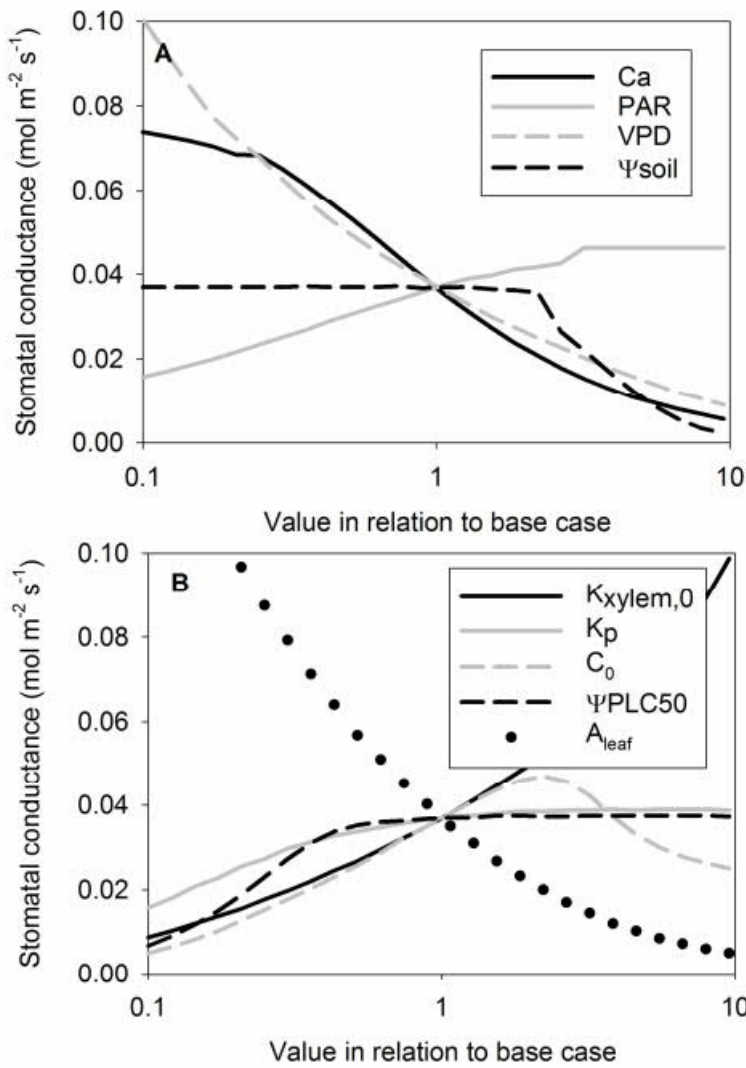 A
Stomatal conductance (mol m⁻² s⁻¹)
0.10
0.08
0.06
0.04
0.02
0.00
Ca
PAR
VPD
Ψsoil
0.1
1
10
Value in relation to base case
B
Stomatal conductance (mol m⁻² s⁻¹)
0.10
0.08
0.06
0.04
0.02
0.00
Kxylem,0
Kp
C₀
ΨPLC50
Aleaf
0.1
1
10
Value in relation to base case